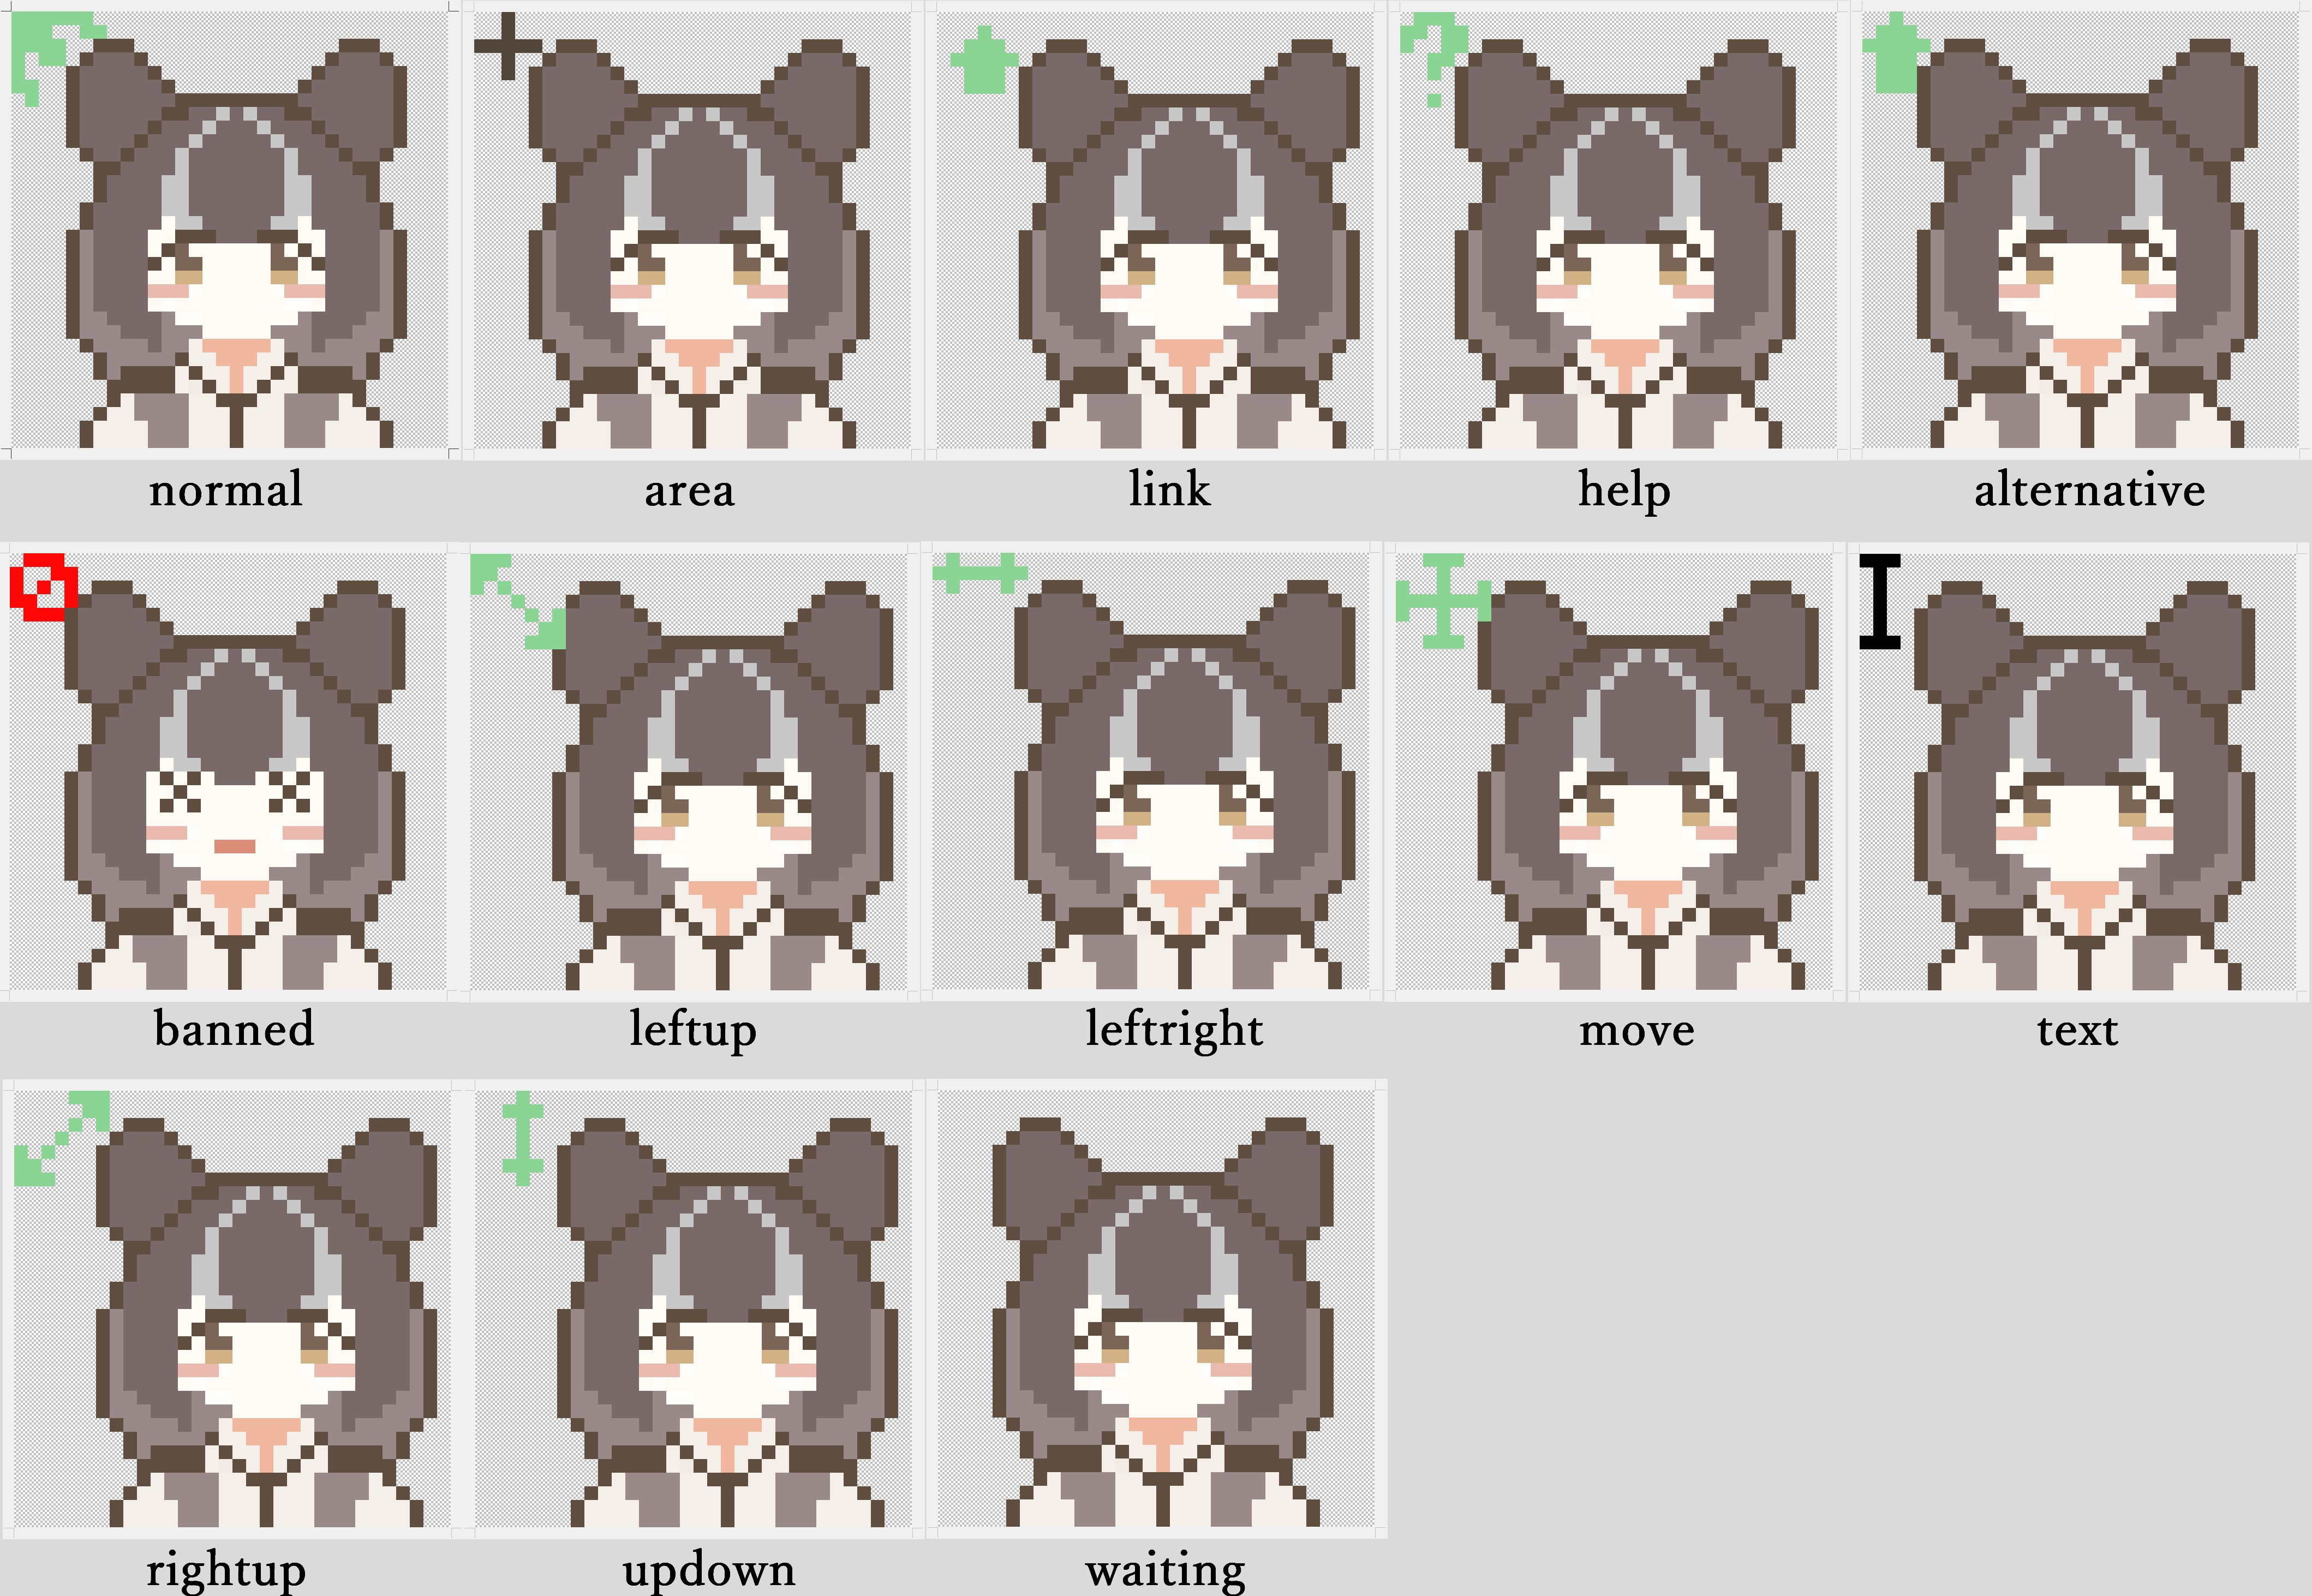 normal
area
link
help
alternative
banned
leftup
leftright
move
text
rightup
updown
waiting